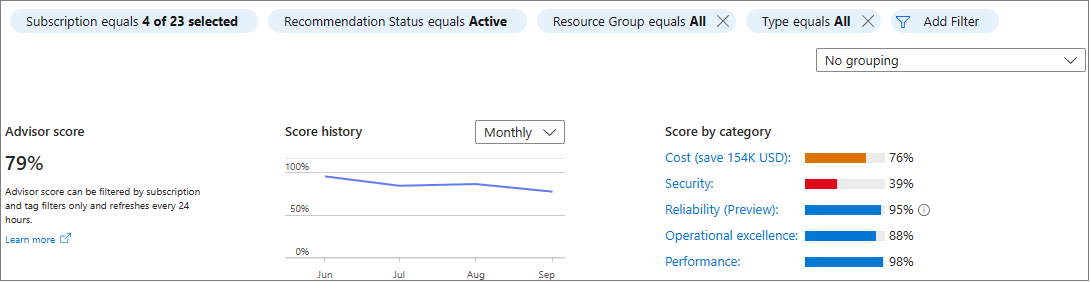 Subscription equals 4 of 23 selected
Recommendation Status equals Active
Resource Group equals All
Type equals All
Add Filter
No grouping
Advisor score
79%
Advisor score can be filtered by subscription
and tag filters only and refreshes every 24
hours.
Learn more
Score history
Monthly
100%
50%
0%
Jun Jul Aug Sep
Score by category
Cost (save 154K USD): 76%
Security: 39%
Reliability (Preview): 95%
Operational excellence: 88%
Performance: 98%